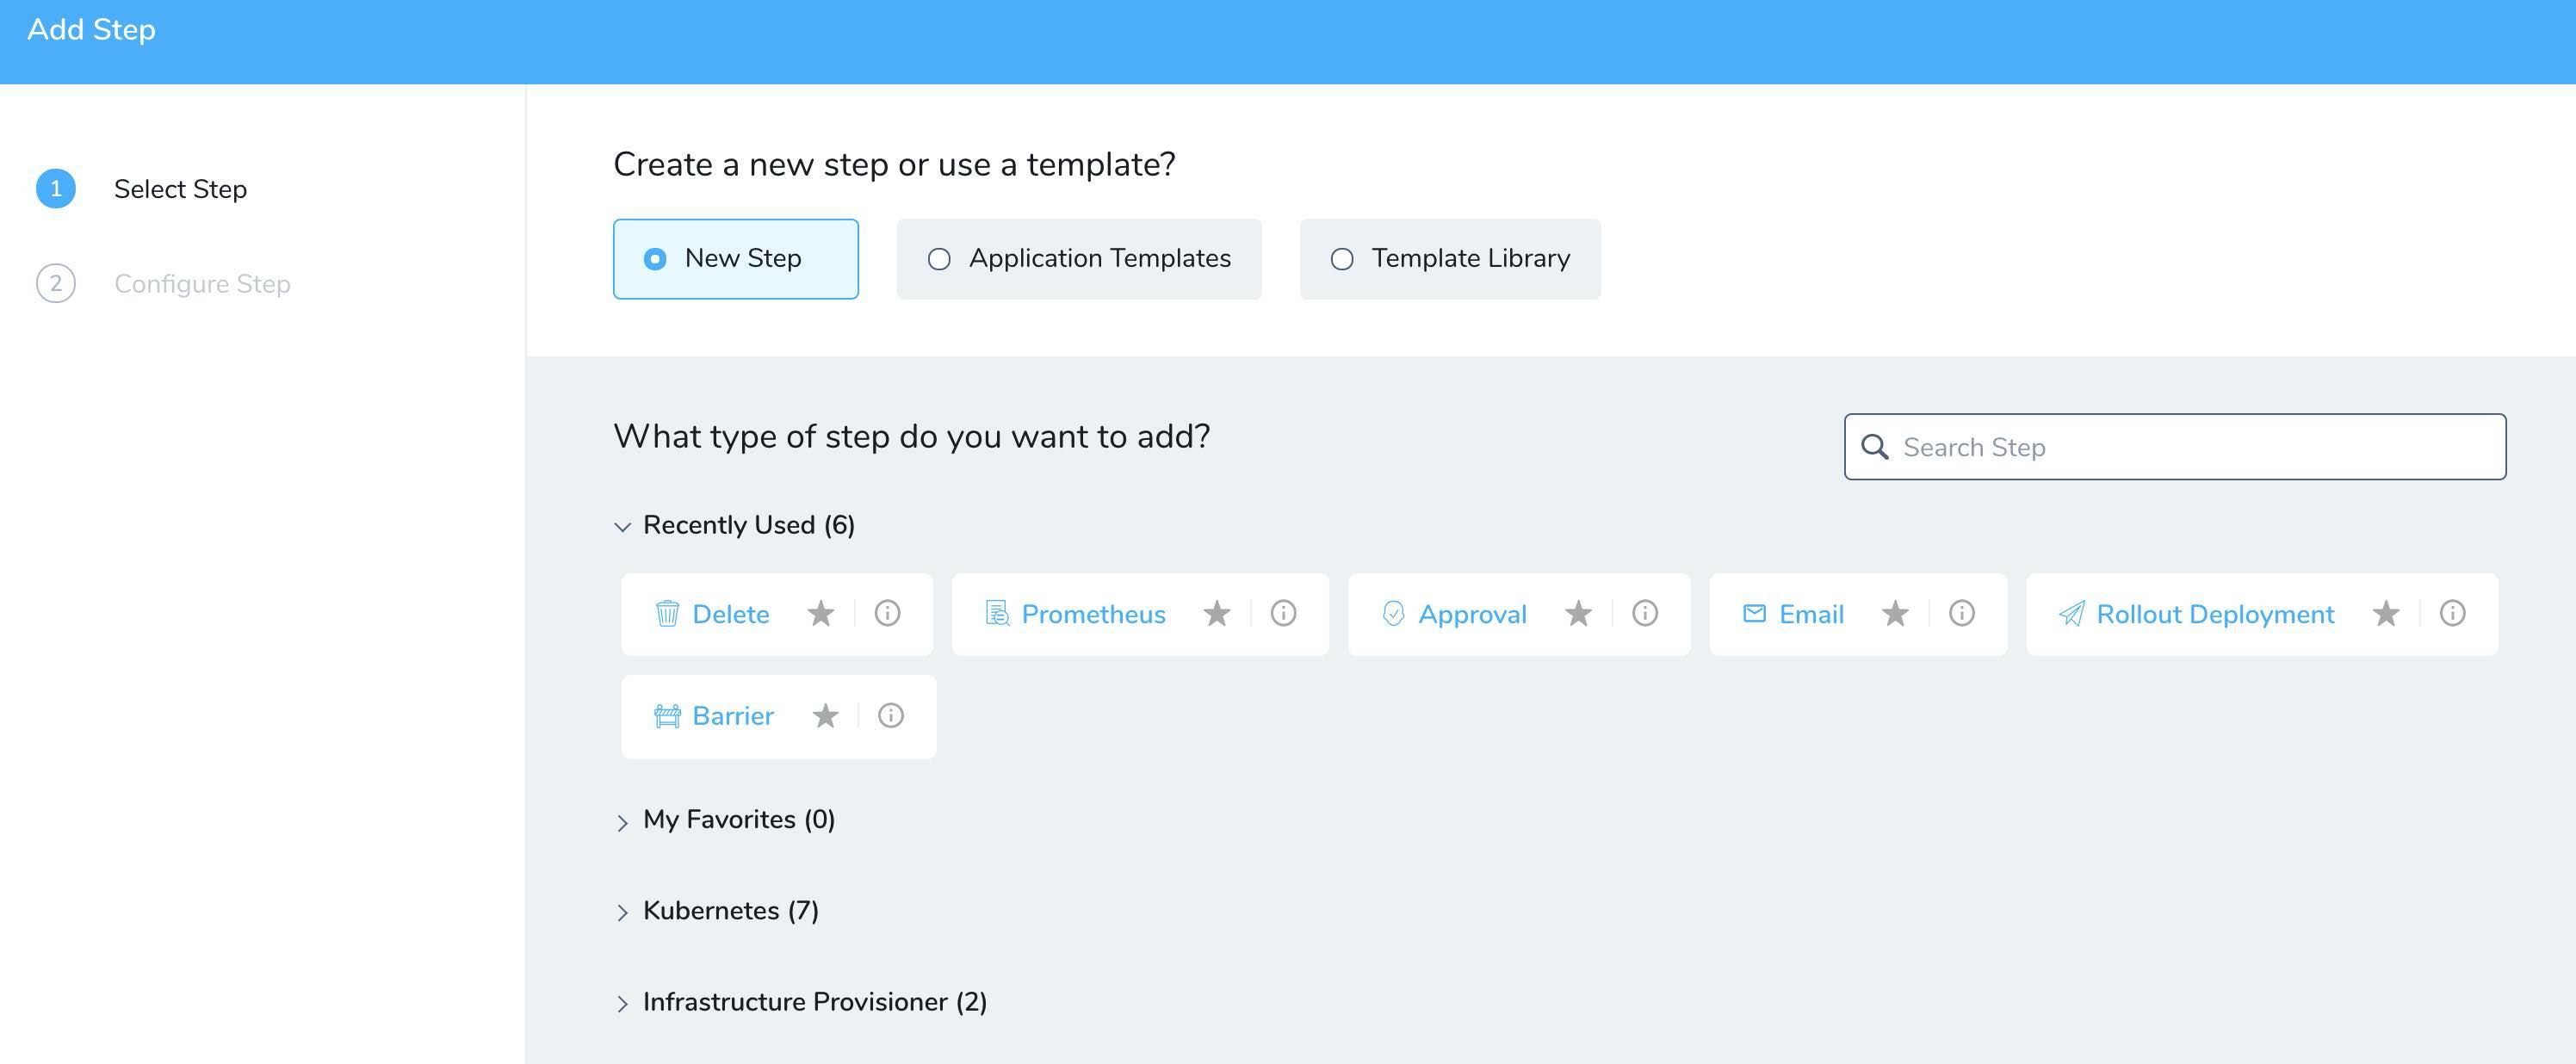 Add Step
1 Select Step
2 Configure Step
Create a new step or use a template?
New Step Application Templates Template Library
What type of step do you want to add?
Search Step
Recently Used (6)
Delete Prometheus Approval Email Rollout Deployment
Barrier
My Favorites (0)
Kubernetes (7)
Infrastructure Provisioner (2)